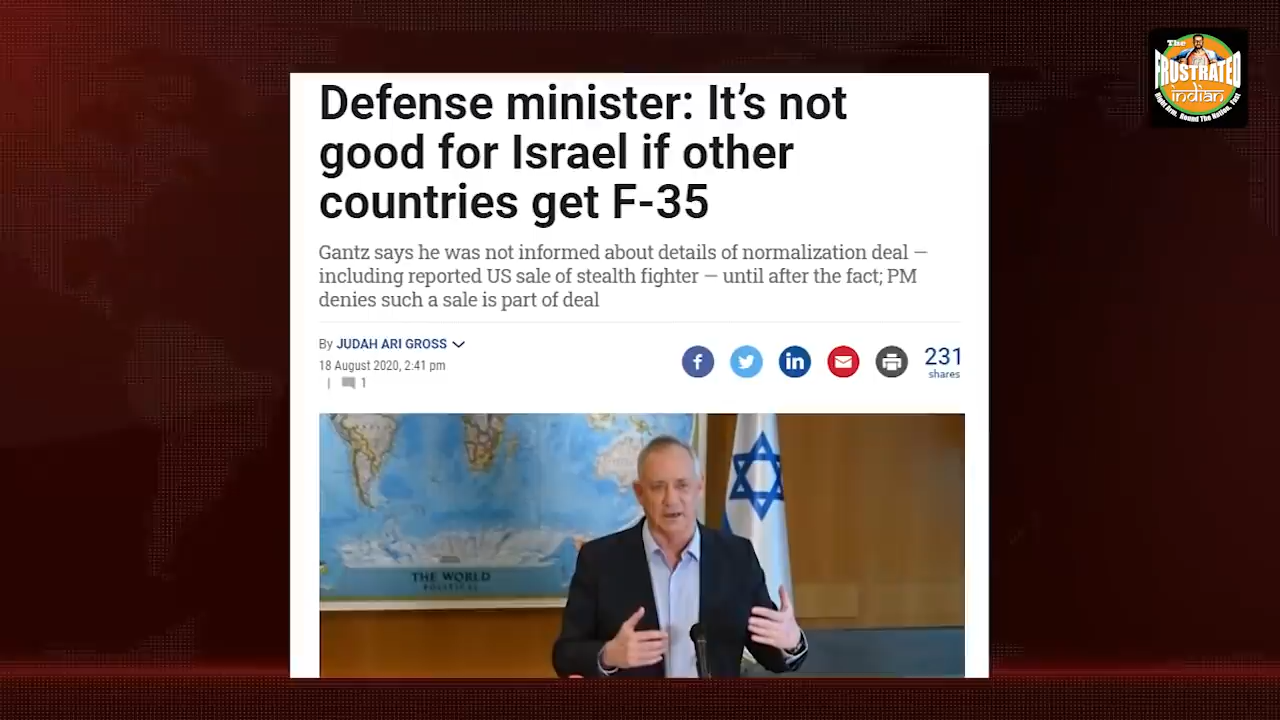 The
FRUSTRATED
indian
Defense minister: It's not
good for Israel if other
countries get F-35
Gantz says he was not informed about details of normalization deal —
including reported US sale of stealth fighter — until after the fact; PM
denies such a sale is part of deal
By JUDAH ARI GROSS
18 August 2020, 2:41 pm
| 1
f
in
231
shares
THE WORLD
POLITICAL